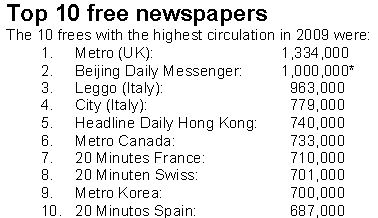 Top 10 free newspapers
The 10 frees with the highest circulation in 2009 were:
1. Metro (UK): 1,334,000
2. Beijing Daily Messenger: 1,000,000*
3. Leggo (Italy): 963,000
4. City (Italy): 779,000
5. Headline Daily Hong Kong: 740,000
6. Metro Canada: 733,000
7. 20 Minutes France: 710,000
8. 20 Minuten Swiss: 701,000
9. Metro Korea: 700,000
10. 20 Minutos Spain: 687,000